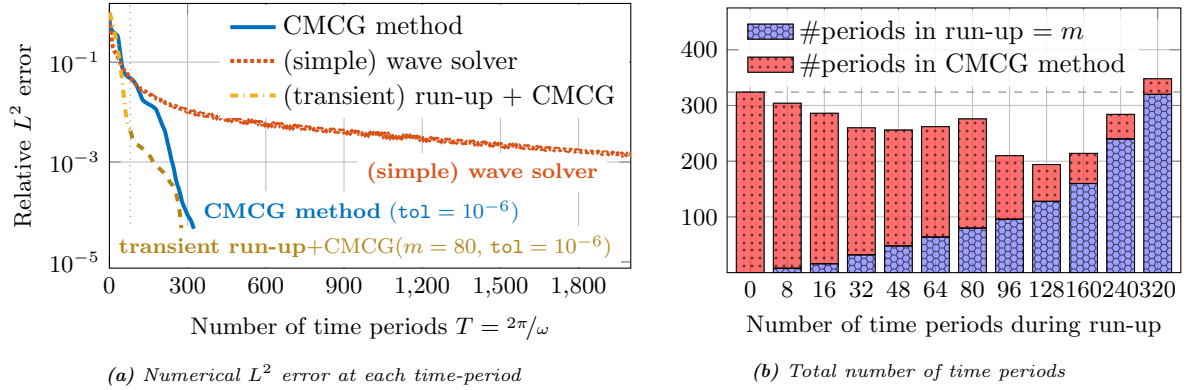 CMCG method
(simple) wave solver
(transient) run-up + CMCG
10^{-1}
10^{-3}
10^{-5}
Relative L^2 error
(simple) wave solver
CMCG method (tol = 10^{-6})
transient run-up+CMCG(m = 80, tol = 10^{-6})
0 300 600 900 1,200 1,500 1,800
Number of time periods T = 2π/ω
(a) Numerical L^2 error at each time-period
#periods in run-up = m
#periods in CMCG method
400
300
200
100
0 8 16 32 48 64 80 96 128 160 240 320
Number of time periods during run-up
(b) Total number of time periods